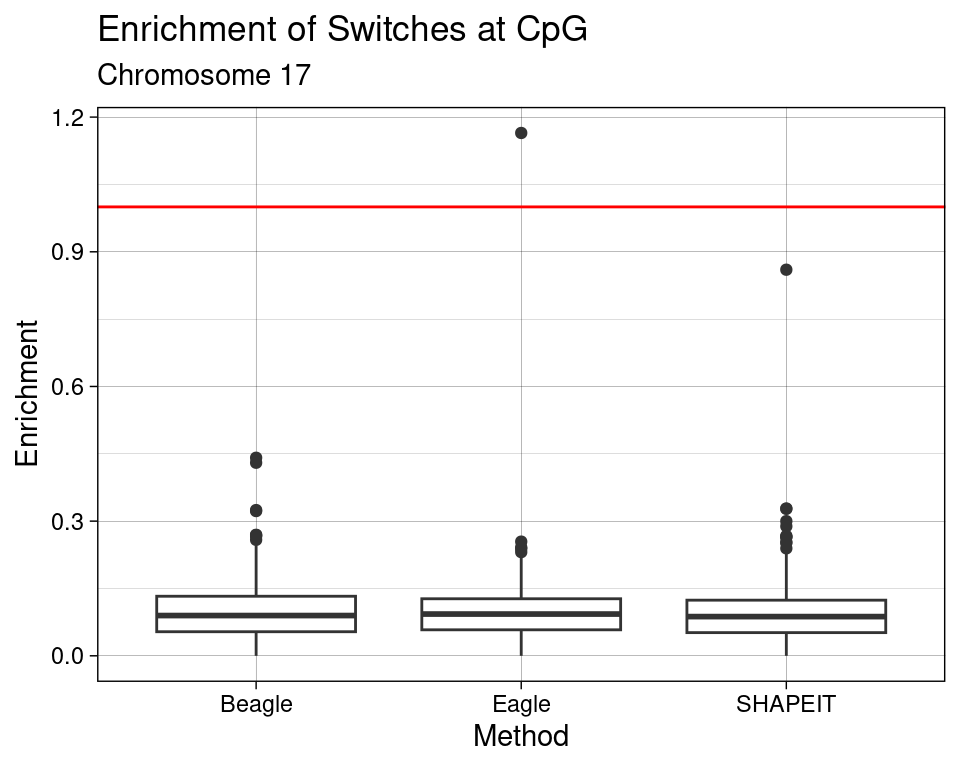 Enrichment of Switches at CpG
Chromosome 17
1.2
0.9
0.6
0.3
0.0
Enrichment
Beagle Eagle SHAPEIT
Method